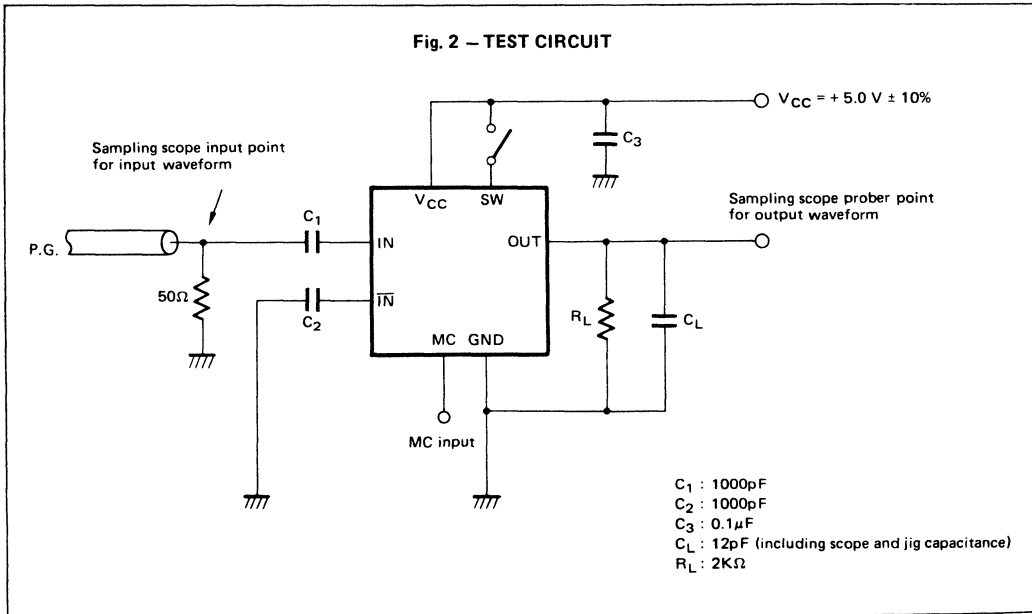 Fig. 2 – TEST CIRCUIT
VCC = + 5.0 V ± 10%
C3
Sampling scope input point
for input waveform
VCC
SW
Sampling scope prober point
for output waveform
P.G.
C1
IN
OUT
50Ω
C2
IN̅
RL
CL
MC
GND
MC input
C1 : 1000pF
C2 : 1000pF
C3 : 0.1μF
CL : 12pF (including scope and jig capacitance)
RL : 2KΩ